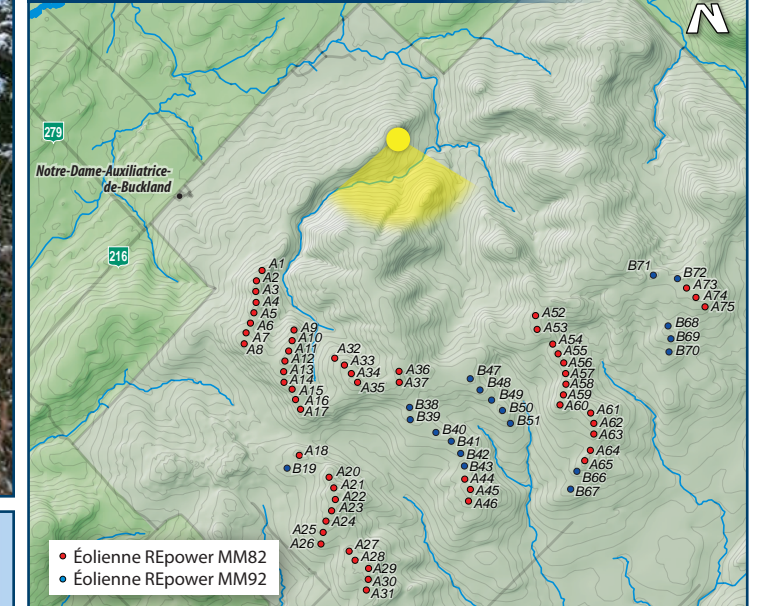 N
279
Notre-Dame-Auxiliatrice-
de-Buckland
216
A1
A2
A3
A4
A5
A6
A7
A8
A9
A10
A11
A12
A13
A14
A15
A16
A17
A18
B19
A20
A21
A22
A23
A24
A25
A26
A27
A28
A29
A30
A31
A32
A33
A34
A35
A36
A37
B38
B39
B40
B41
B42
B43
A44
A45
A46
B47
B48
B49
B50
B51
A52
A53
A54
A55
A56
A57
A58
A59
A60
A61
A62
A63
A64
A65
B66
B67
B68
B69
B70
B71
B72
A73
A74
A75
Éolienne REpower MM82
Éolienne REpower MM92